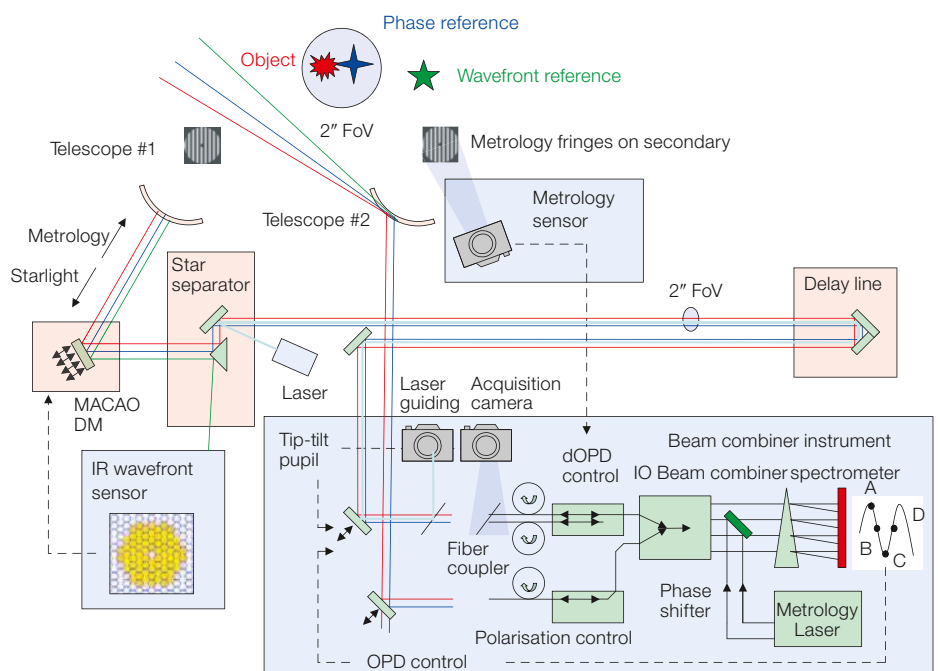 Phase reference
Object
Wavefront reference
2″ FoV
Telescope #1
Metrology fringes on secondary
Telescope #2
Metrology
sensor
Metrology
Starlight
Star
separator
2″ FoV
Delay line
Laser
MACAO
DM
Laser
guiding
Acquisition
camera
Tip-tilt
pupil
dOPD
control
Beam combiner instrument
IO Beam combiner spectrometer
IR wavefront
sensor
A
D
B
C
Fiber
coupler
Phase
shifter
Metrology
Laser
Polarisation control
OPD control